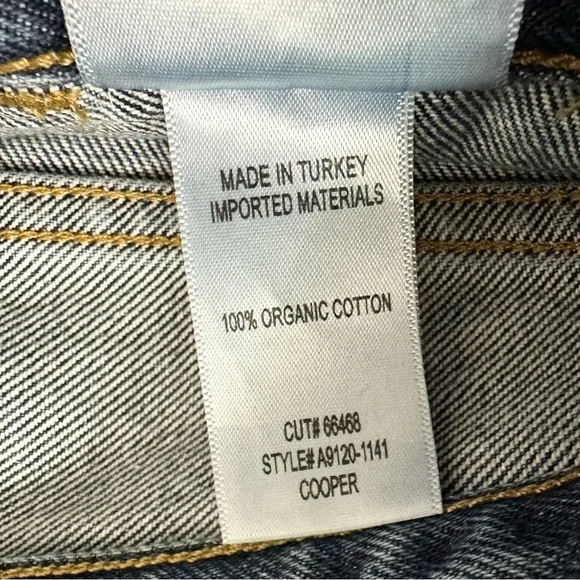 MADE IN TURKEY
IMPORTED MATERIALS
100% ORGANIC COTTON
CUT# 66468
STYLE# A9120-1141
COOPER